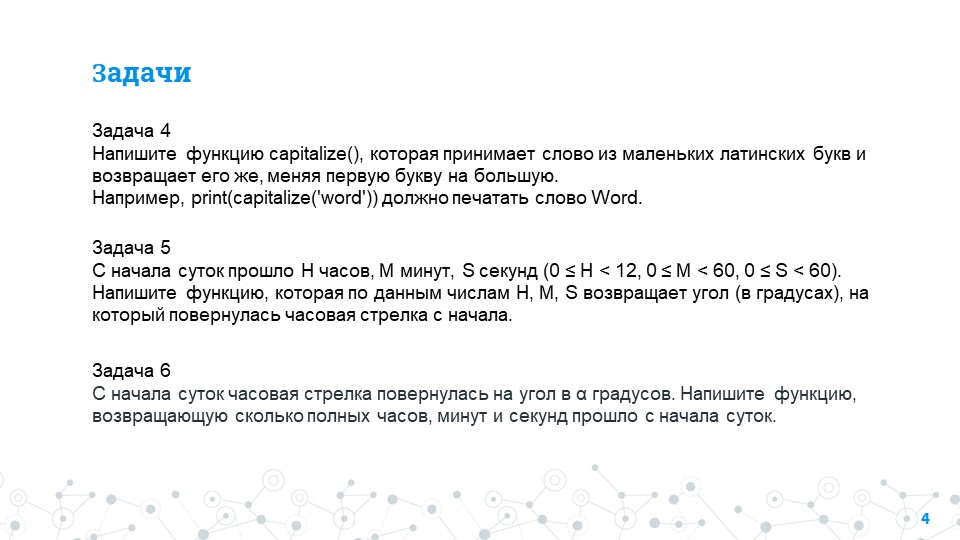 Задачи
Задача 4
Напишите функцию capitalize(), которая принимает слово из маленьких латинских букв и
возвращает его же, меняя первую букву на большую.
Например, print(capitalize('word')) должно печатать слово Word.
Задача 5
С начала суток прошло H часов, M минут, S секунд (0 ≤ H < 12, 0 ≤ M < 60, 0 ≤ S < 60).
Напишите функцию, которая по данным числам H, M, S возвращает угол (в градусах), на
который повернулась часовая стрелка с начала.
Задача 6
С начала суток часовая стрелка повернулась на угол в α градусов. Напишите функцию,
возвращающую сколько полных часов, минут и секунд прошло с начала суток.
4